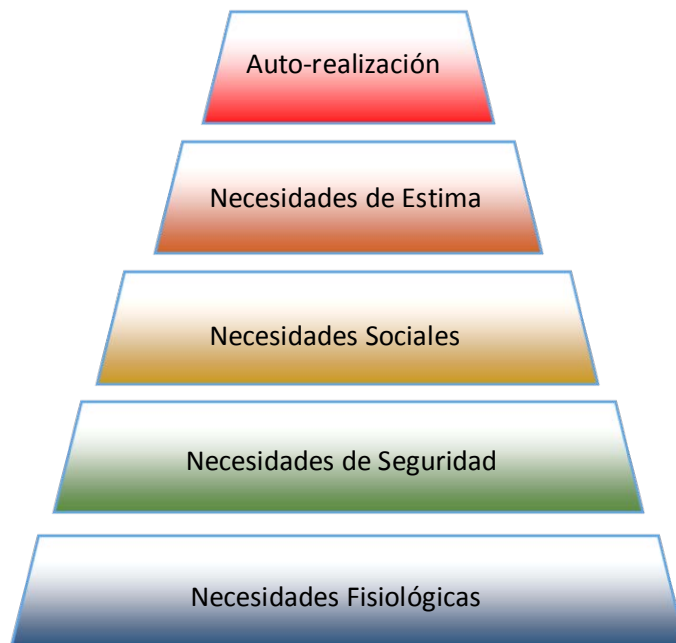 Auto-realización
Necesidades de Estima
Necesidades Sociales
Necesidades de Seguridad
Necesidades Fisiológicas